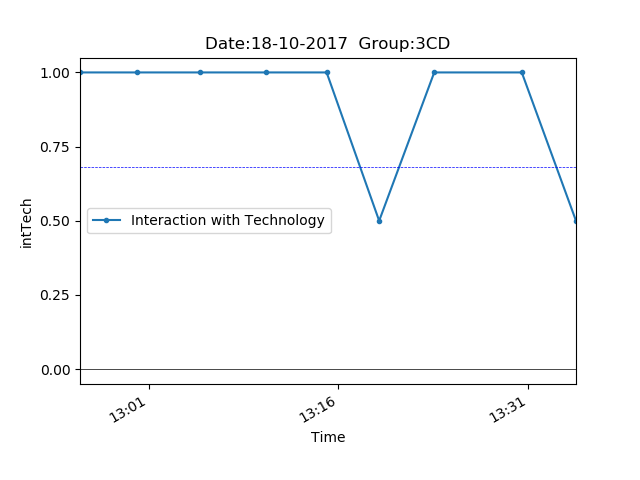 Date:18-10-2017  Group:3CD
1.00
0.75
0.50
0.25
0.00
intTech
Interaction with Technology
13:01
13:16
13:31
Time